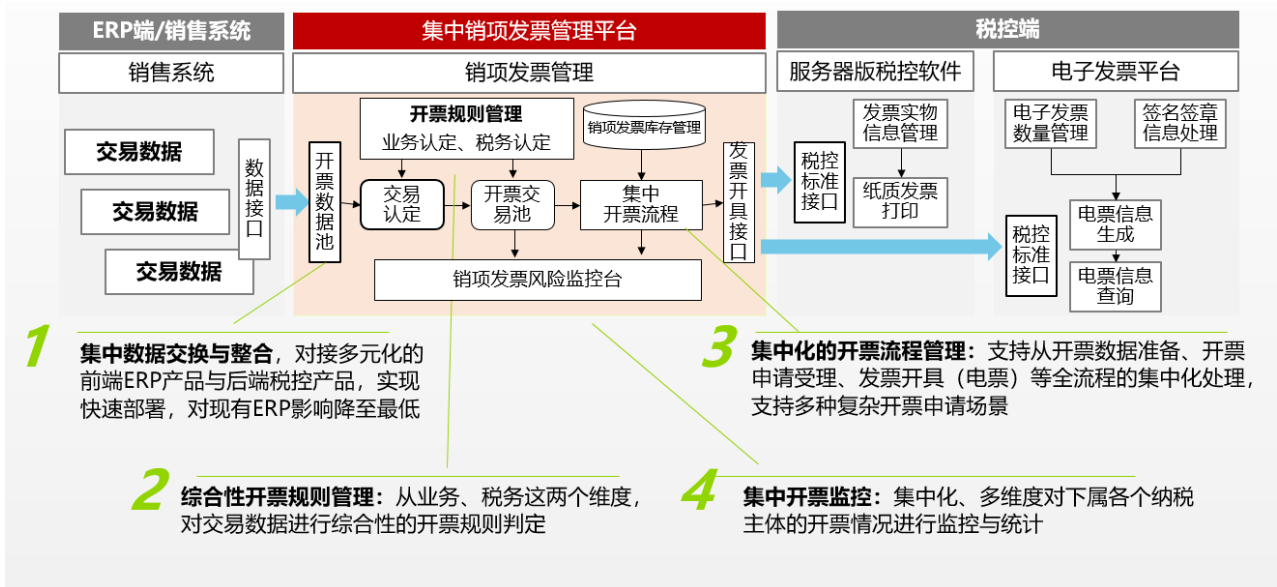 ERP端/销售系统
集中销项发票管理平台
税控端
销售系统
销项发票管理
服务器版税控软件
电子发票平台
交易数据
交易数据
交易数据
数据接口
开票数据池
开票规则管理
业务认定、税务认定
销项发票库存管理
交易
认定
开票交
易池
集中
开票流程
销项发票风险监控台
发票开具接口
税控
标准
接口
发票实物
信息管理
纸质发票
打印
税控
标准
接口
电子发票
数量管理
签名签章
信息处理
电票信息
生成
电票信息
查询
1
集中数据交换与整合，对接多元化的
前端ERP产品与后端税控产品，实现
快速部署，对现有ERP影响降至最低
2
综合性开票规则管理：从业务、税务这两个维度，
对交易数据进行综合性的开票规则判定
3
集中化的开票流程管理：支持从开票数据准备、开票
申请受理、发票开具（电票）等全流程的集中化处理，
支持多种复杂开票申请场景
4
集中开票监控：集中化、多维度对下属各个纳税
主体的开票情况进行监控与统计